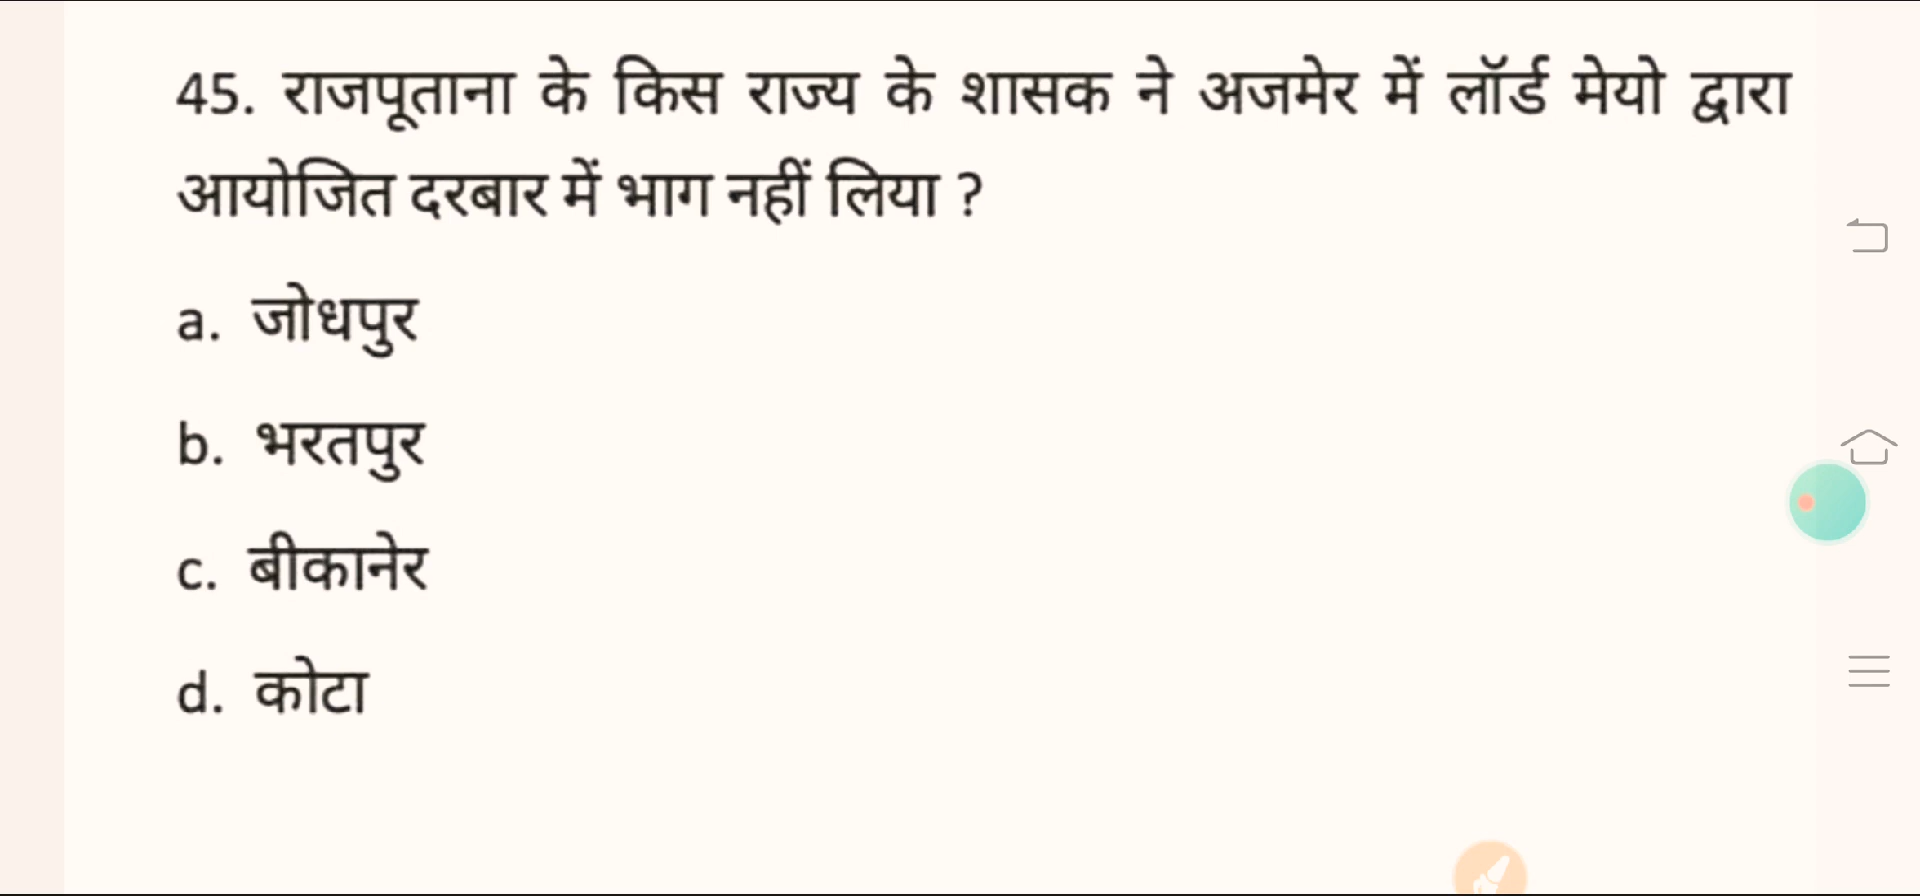 45. राजपूताना के किस राज्य के शासक ने अजमेर में लॉर्ड मेयो द्वारा
आयोजित दरबार में भाग नहीं लिया ?
a. जोधपुर
b. भरतपुर
c. बीकानेर
d. कोटा